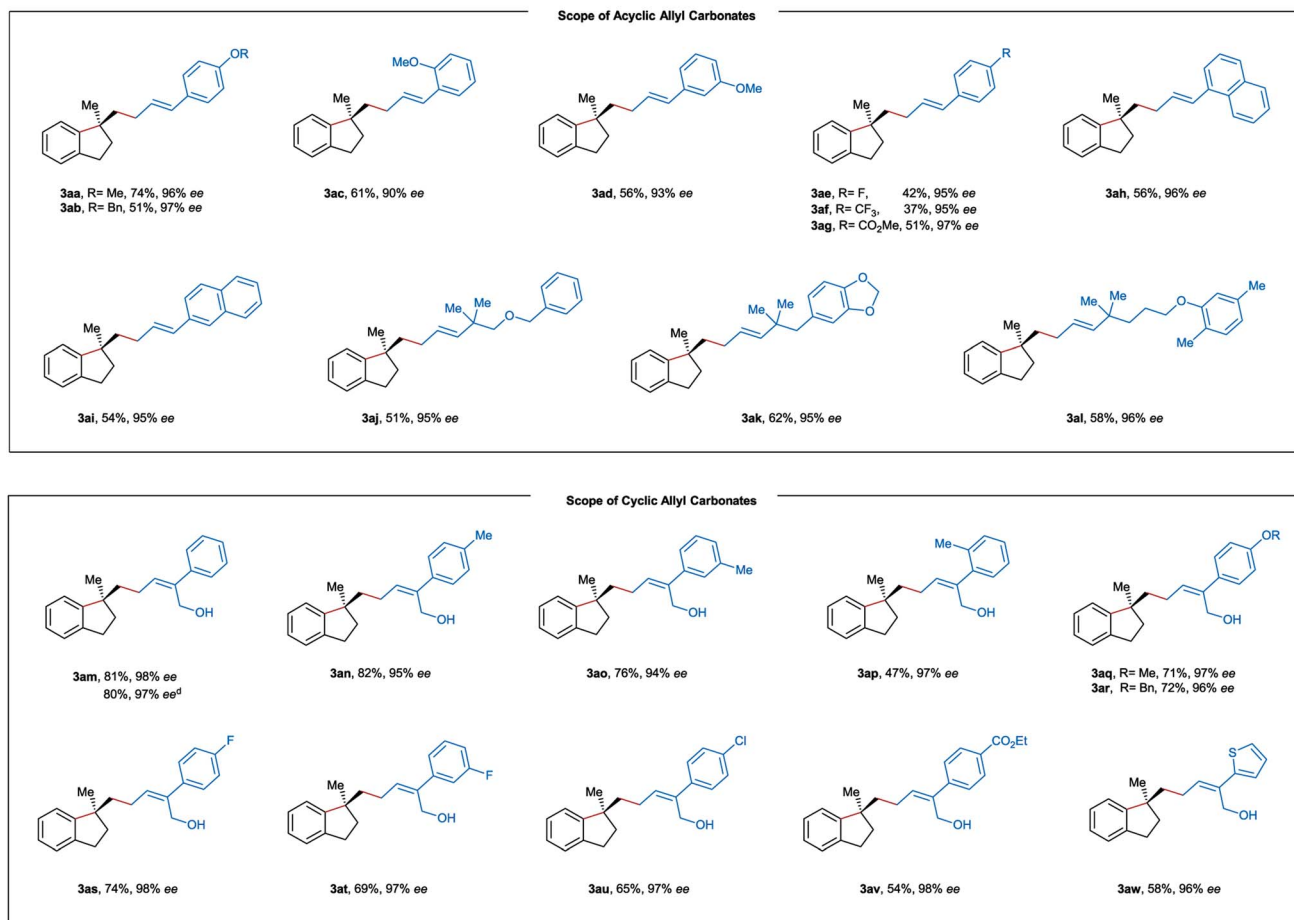 Scope of Acyclic Allyl Carbonates
OR
Me
3aa, R= Me, 74%, 96% ee
3ab, R= Bn, 51%, 97% ee
MeO
Me
3ac, 61%, 90% ee
Me
OMe
3ad, 56%, 93% ee
R
Me
3ae, R= F, 42%, 95% ee
3af, R= CF3, 37%, 95% ee
3ag, R= CO2Me, 51%, 97% ee
Me
3ah, 56%, 96% ee
Me
3ai, 54%, 95% ee
Me Me
O
Me
3aj, 51%, 95% ee
O
O
Me Me
Me
3ak, 62%, 95% ee
Me Me
O
Me
Me
Me
3al, 58%, 96% ee
Scope of Cyclic Allyl Carbonates
Me
OH
3am, 81%, 98% ee
80%, 97% eed
Me
Me
OH
3an, 82%, 95% ee
Me
Me
OH
3ao, 76%, 94% ee
Me
Me
OH
3ap, 47%, 97% ee
OR
Me
OH
3aq, R= Me, 71%, 97% ee
3ar, R= Bn, 72%, 96% ee
F
Me
OH
3as, 74%, 98% ee
Me
F
OH
3at, 69%, 97% ee
Cl
Me
OH
3au, 65%, 97% ee
CO2Et
Me
OH
3av, 54%, 98% ee
S
Me
OH
3aw, 58%, 96% ee